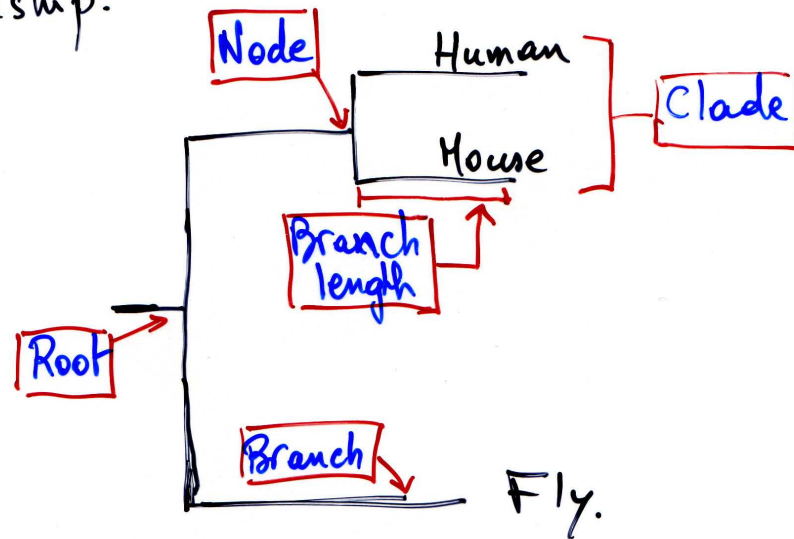 Node
Human
Clade
Mouse
Branch
length
Root
Branch
Fly.